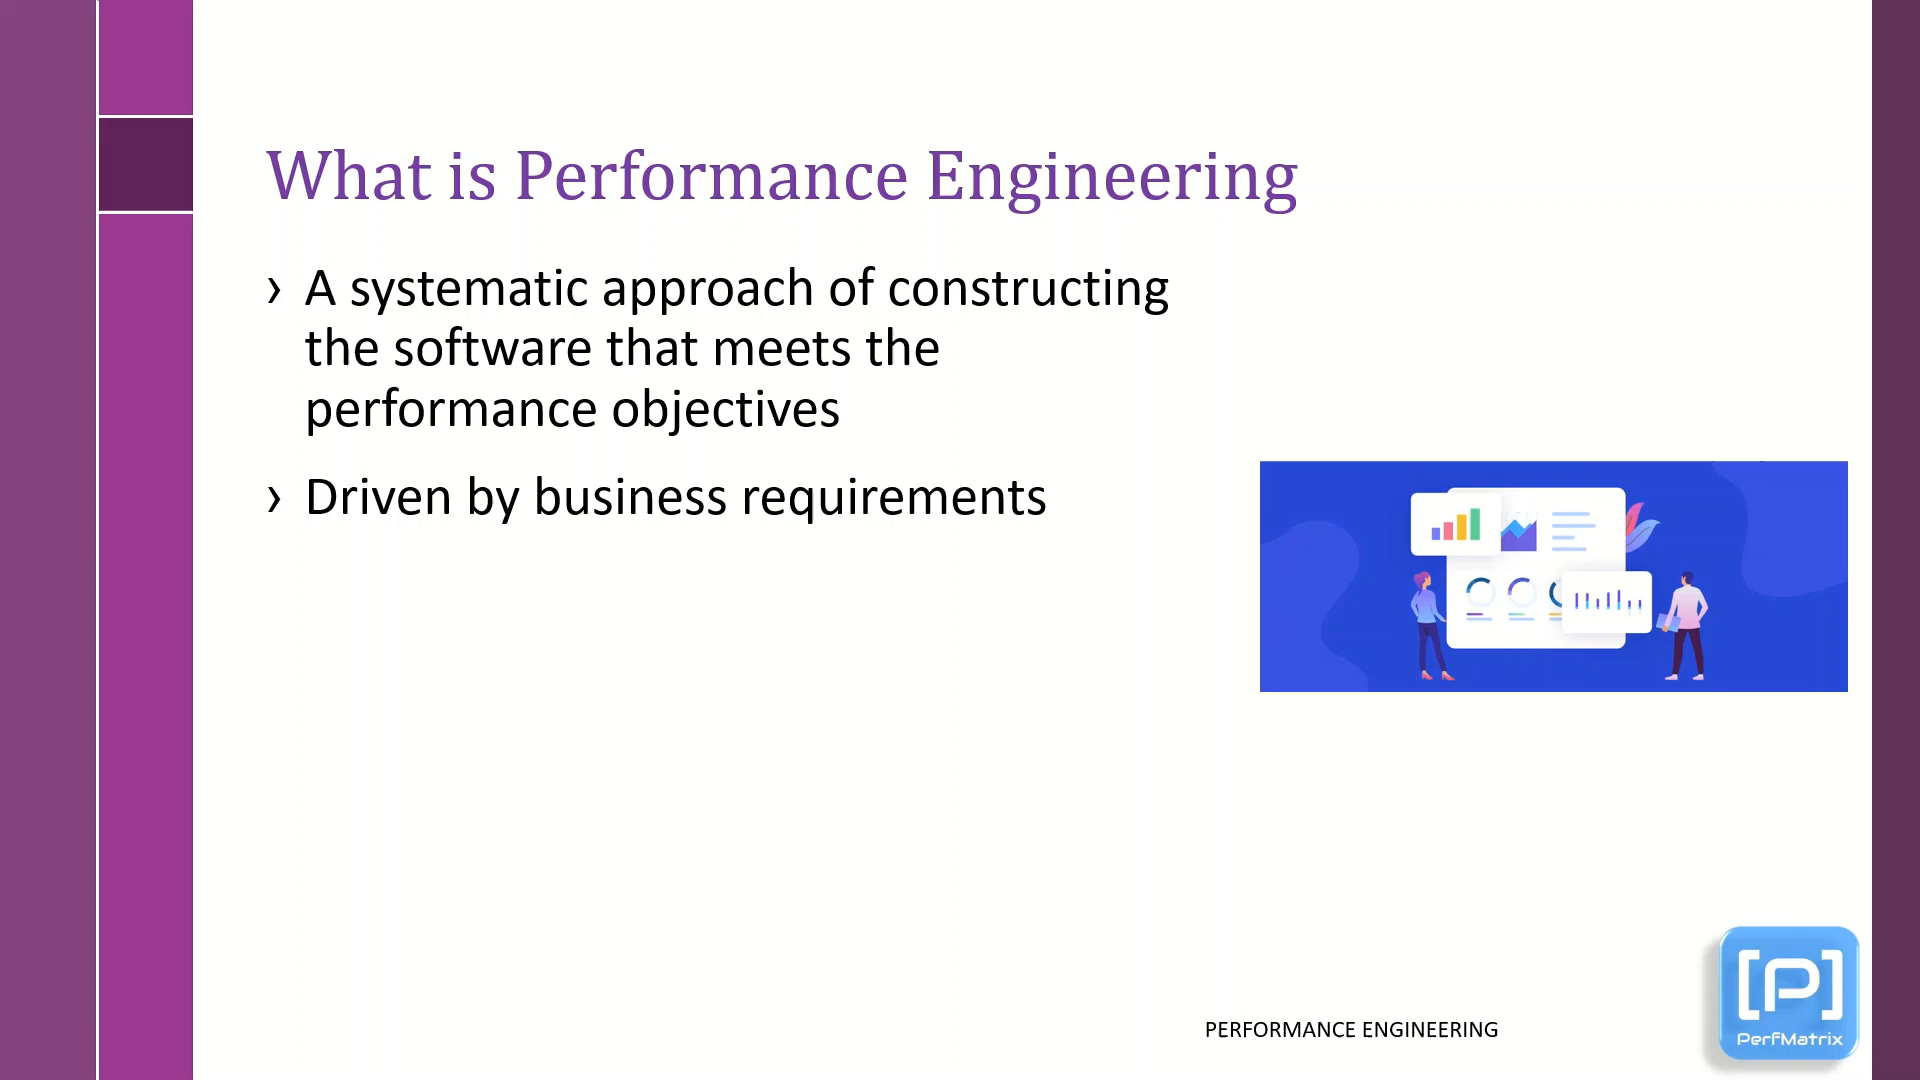 What is Performance Engineering
› A systematic approach of constructing
the software that meets the
performance objectives
› Driven by business requirements
PERFORMANCE ENGINEERING
[P]
PerfMatrix